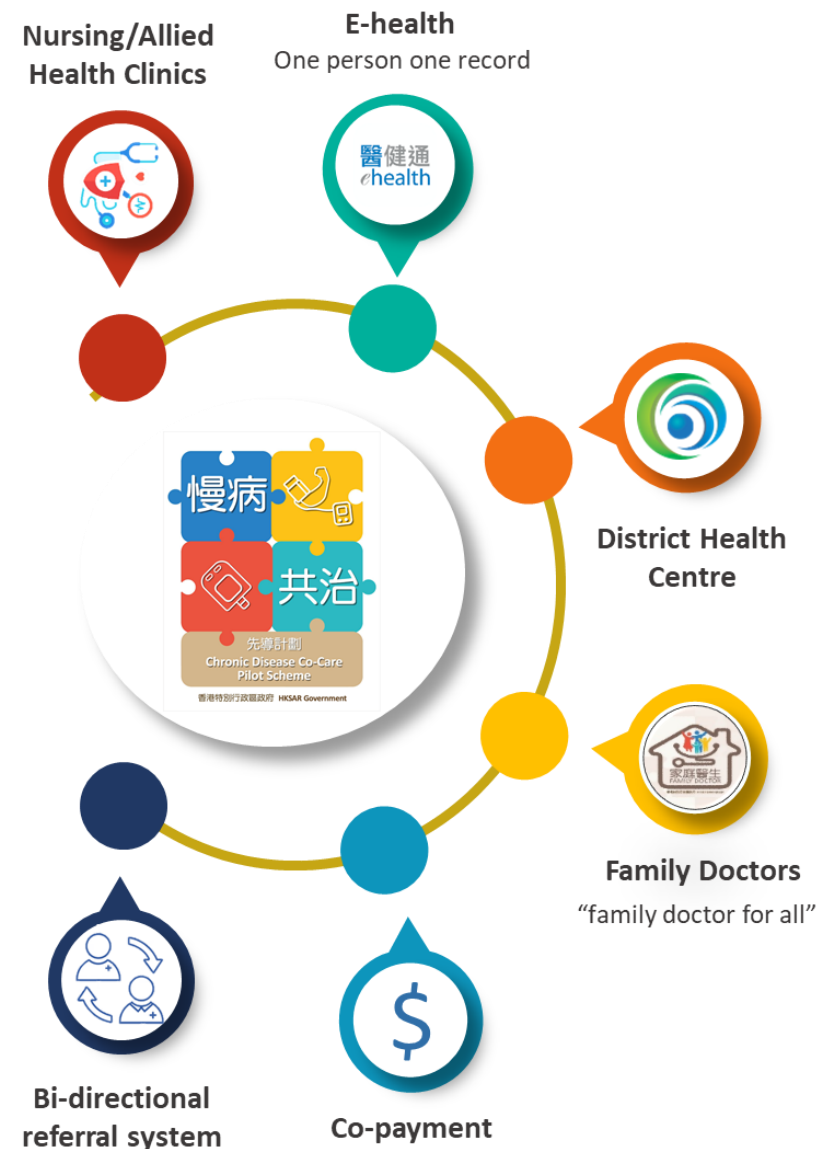 Nursing/Allied
Health Clinics
E-health
One person one record
醫健通
ehealth
District Health
Centre
慢病
共治
先導計劃
Chronic Disease Co-Care
Pilot Scheme
香港特別行政區政府 HKSAR Government
家庭醫生
FAMILY DOCTOR
Family Doctors
“family doctor for all”
$
Bi-directional
referral system
Co-payment